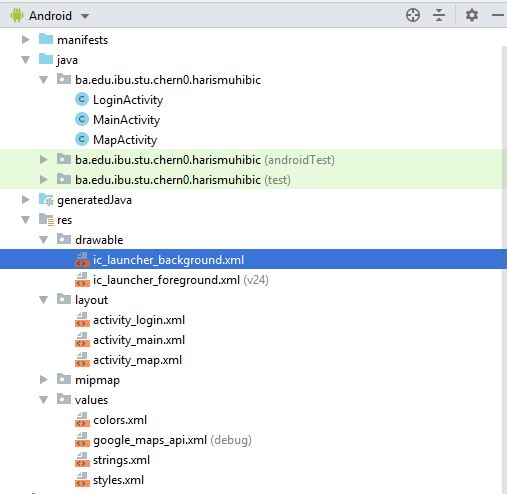 Android
manifests
java
ba.edu.ibu.stu.chern0.harismuhibic
LoginActivity
MainActivity
MapActivity
ba.edu.ibu.stu.chern0.harismuhibic (androidTest)
ba.edu.ibu.stu.chern0.harismuhibic (test)
generatedJava
res
drawable
ic_launcher_background.xml
ic_launcher_foreground.xml (v24)
layout
activity_login.xml
activity_main.xml
activity_map.xml
mipmap
values
colors.xml
google_maps_api.xml (debug)
strings.xml
styles.xml